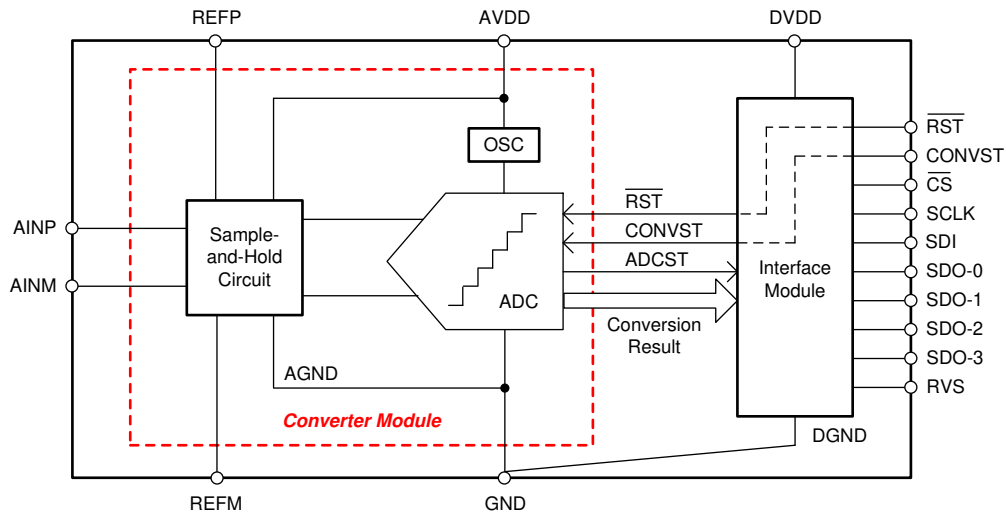 REFP
AVDD
DVDD
OSC
RST
CONVST
CS
SCLK
SDI
SDO-0
SDO-1
SDO-2
SDO-3
RVS
AINP
AINM
Sample-
and-Hold
Circuit
RST
CONVST
ADCST
ADC
Conversion
Result
Interface
Module
AGND
DGND
Converter Module
REFM
GND